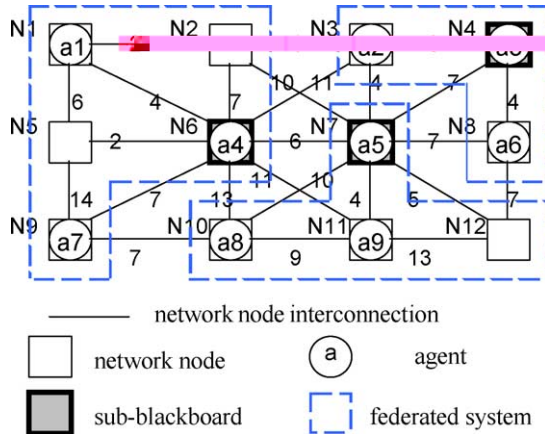 N1 N2 N3 N4
a1 a2
10 11 4 7
6 4 7 4
N5 N6 N7 N8
2 a4 6 a5 7 a6
14 7 13 11 10 4 5 7
N9 N10 N11 N12
a7 a8 a9
7 9 13
network node interconnection
network node
a agent
sub-blackboard
federated system